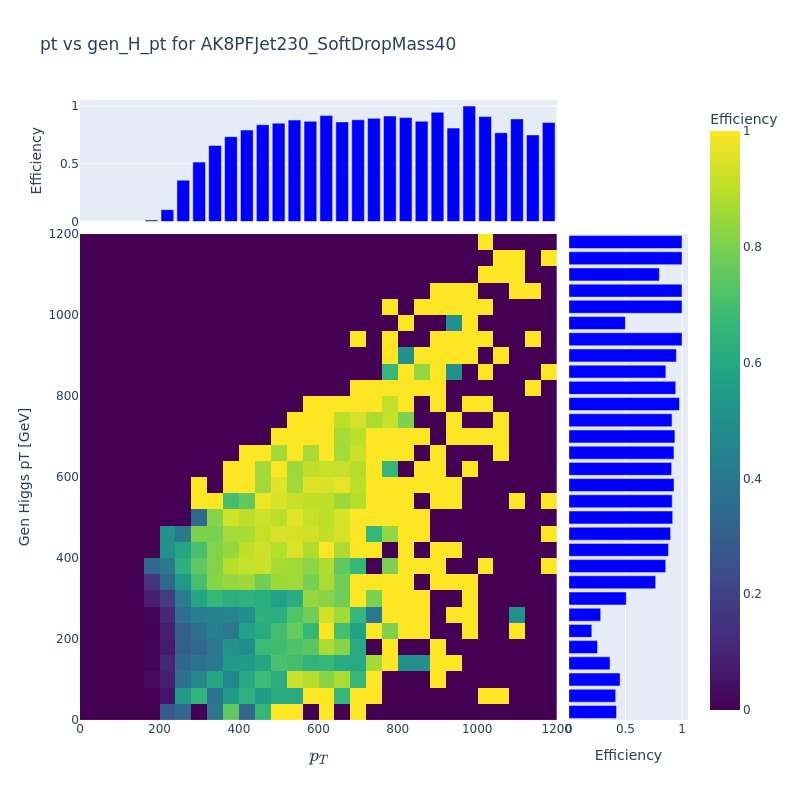 pt vs gen_H_pt for AK8PFJet230_SoftDropMass40
Efficiency
1
0.5
0
Efficiency
1
0.8
0.6
0.4
0.2
0
Gen Higgs pT [GeV]
1200
1000
800
600
400
200
0
0 200 400 600 800 1000 1200
p_T
0 0.5 1
Efficiency